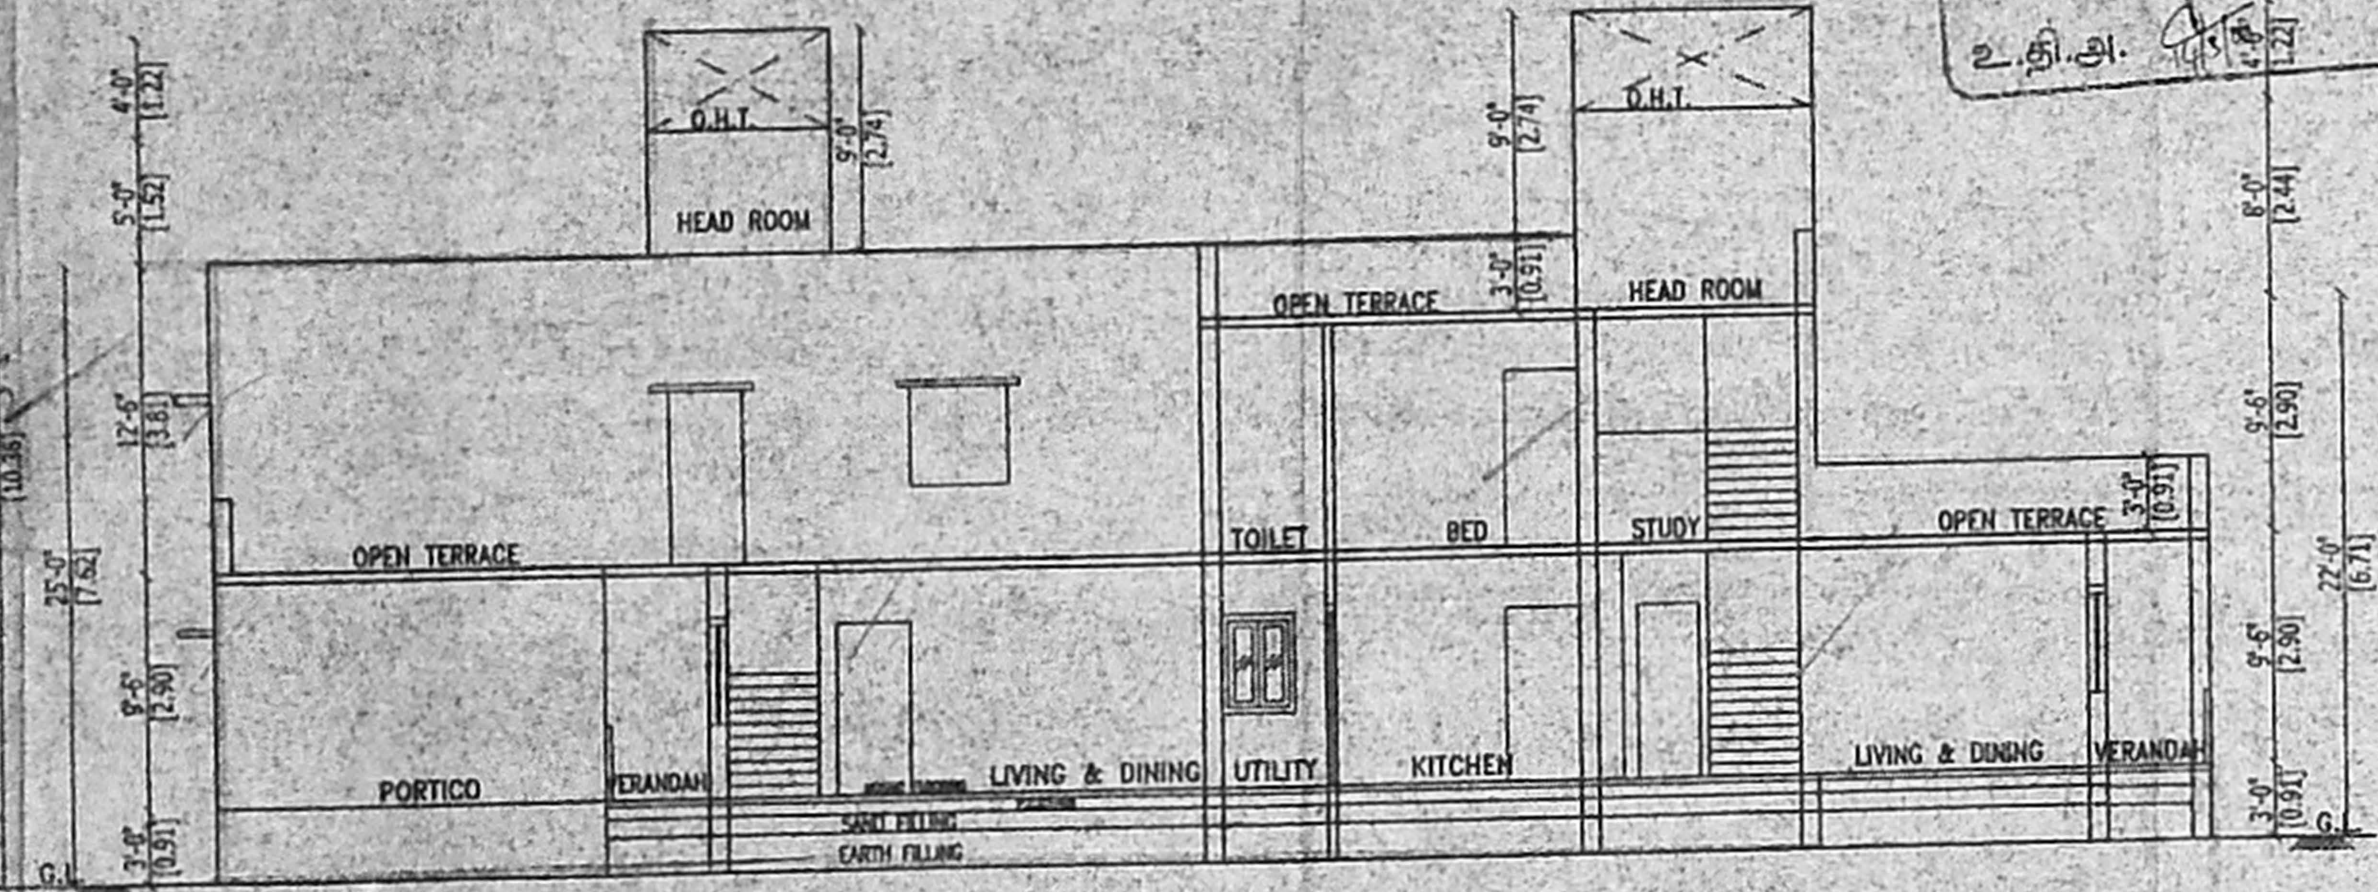 உ.தி.அ.
4'-0"
[1.22]
4'-0"
1.22]
O.H.T.
9'-0"
[2.74]
9'-0"
[2.74]
O.H.T.
5'-0"
[1.52]
HEAD ROOM
8'-0"
[2.44]
3'-0"
[0.91]
OPEN TERRACE
HEAD ROOM
[10.36]
12'-6"
[3.81]
9'-6"
[2.90]
3'-0"
[0.91]
OPEN TERRACE
TOILET
BED
STUDY
OPEN TERRACE
25'-0"
[7.62]
22'-0"
[6.71]
9'-6"
[2.90]
9'-6"
[2.90]
PORTICO
VERANDAH
LIVING & DINING
UTILITY
KITCHEN
LIVING & DINING
VERANDAH
SAND FILLING
EARTH FILLING
3'-0"
[0.91]
3'-0"
[0.91]
G.L
G.